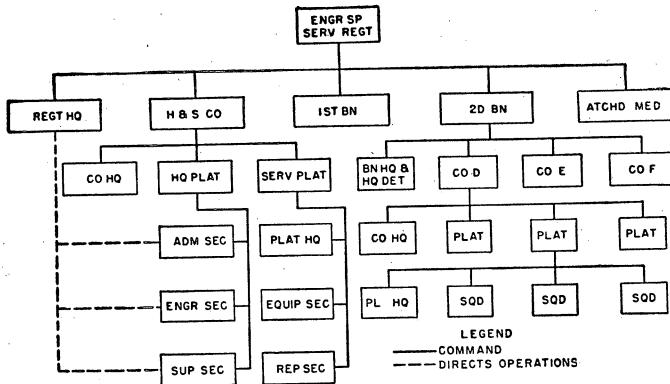 ENGR SP
SERV REGT
REGT HQ
H & S CO
1ST BN
2D BN
ATCHD MED
CO HQ
HQ PLAT
SERV PLAT
BN HQ &
HQ DET
CO D
CO E
CO F
ADM SEC
PLAT HQ
CO HQ
PLAT
PLAT
PLAT
ENGR SEC
EQUIP SEC
PL HQ
SQD
SQD
SQD
SUP SEC
REP SEC
LEGEND
COMMAND
DIRECTS OPERATIONS